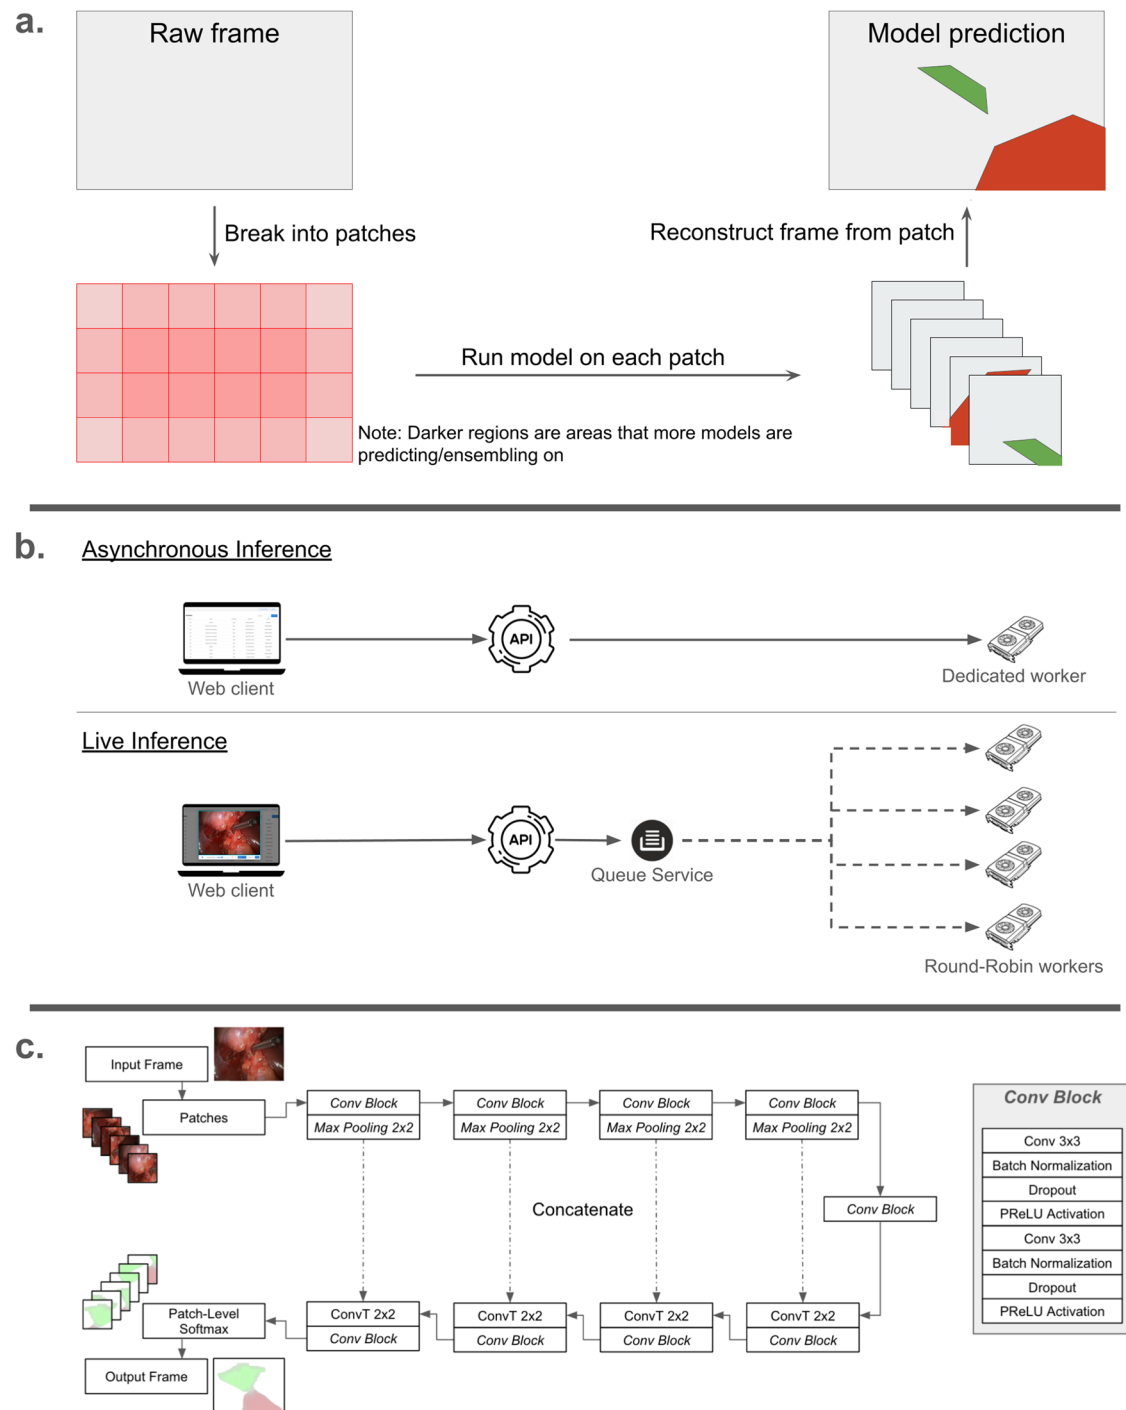 a.
Raw frame
Model prediction
Break into patches
Reconstruct frame from patch
Run model on each patch
Note: Darker regions are areas that more models are
predicting/ensembling on
b.
Asynchronous Inference
API
Web client
Dedicated worker
Live Inference
API
Web client
Queue Service
Round-Robin workers
c.
Input Frame
Patches
Conv Block
Max Pooling 2x2
Conv Block
Max Pooling 2x2
Conv Block
Max Pooling 2x2
Conv Block
Max Pooling 2x2
Conv Block
Concatenate
ConvT 2x2
Conv Block
ConvT 2x2
Conv Block
ConvT 2x2
Conv Block
ConvT 2x2
Conv Block
Patch-Level
Softmax
Output Frame
Conv Block
Conv 3x3
Batch Normalization
Dropout
PReLU Activation
Conv 3x3
Batch Normalization
Dropout
PReLU Activation